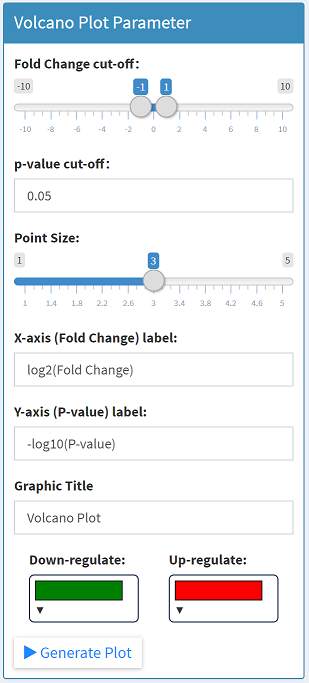 Volcano Plot Parameter
Fold Change cut-off:
-10 -1 1 10
-10 -8 -6 -4 -2 0 2 4 6 8 10
p-value cut-off:
0.05
Point Size:
1 3 5
1 1.4 1.8 2.2 2.6 3 3.4 3.8 4.2 4.6 5
X-axis (Fold Change) label:
log2(Fold Change)
Y-axis (P-value) label:
-log10(P-value)
Graphic Title
Volcano Plot
Down-regulate: Up-regulate:
Generate Plot